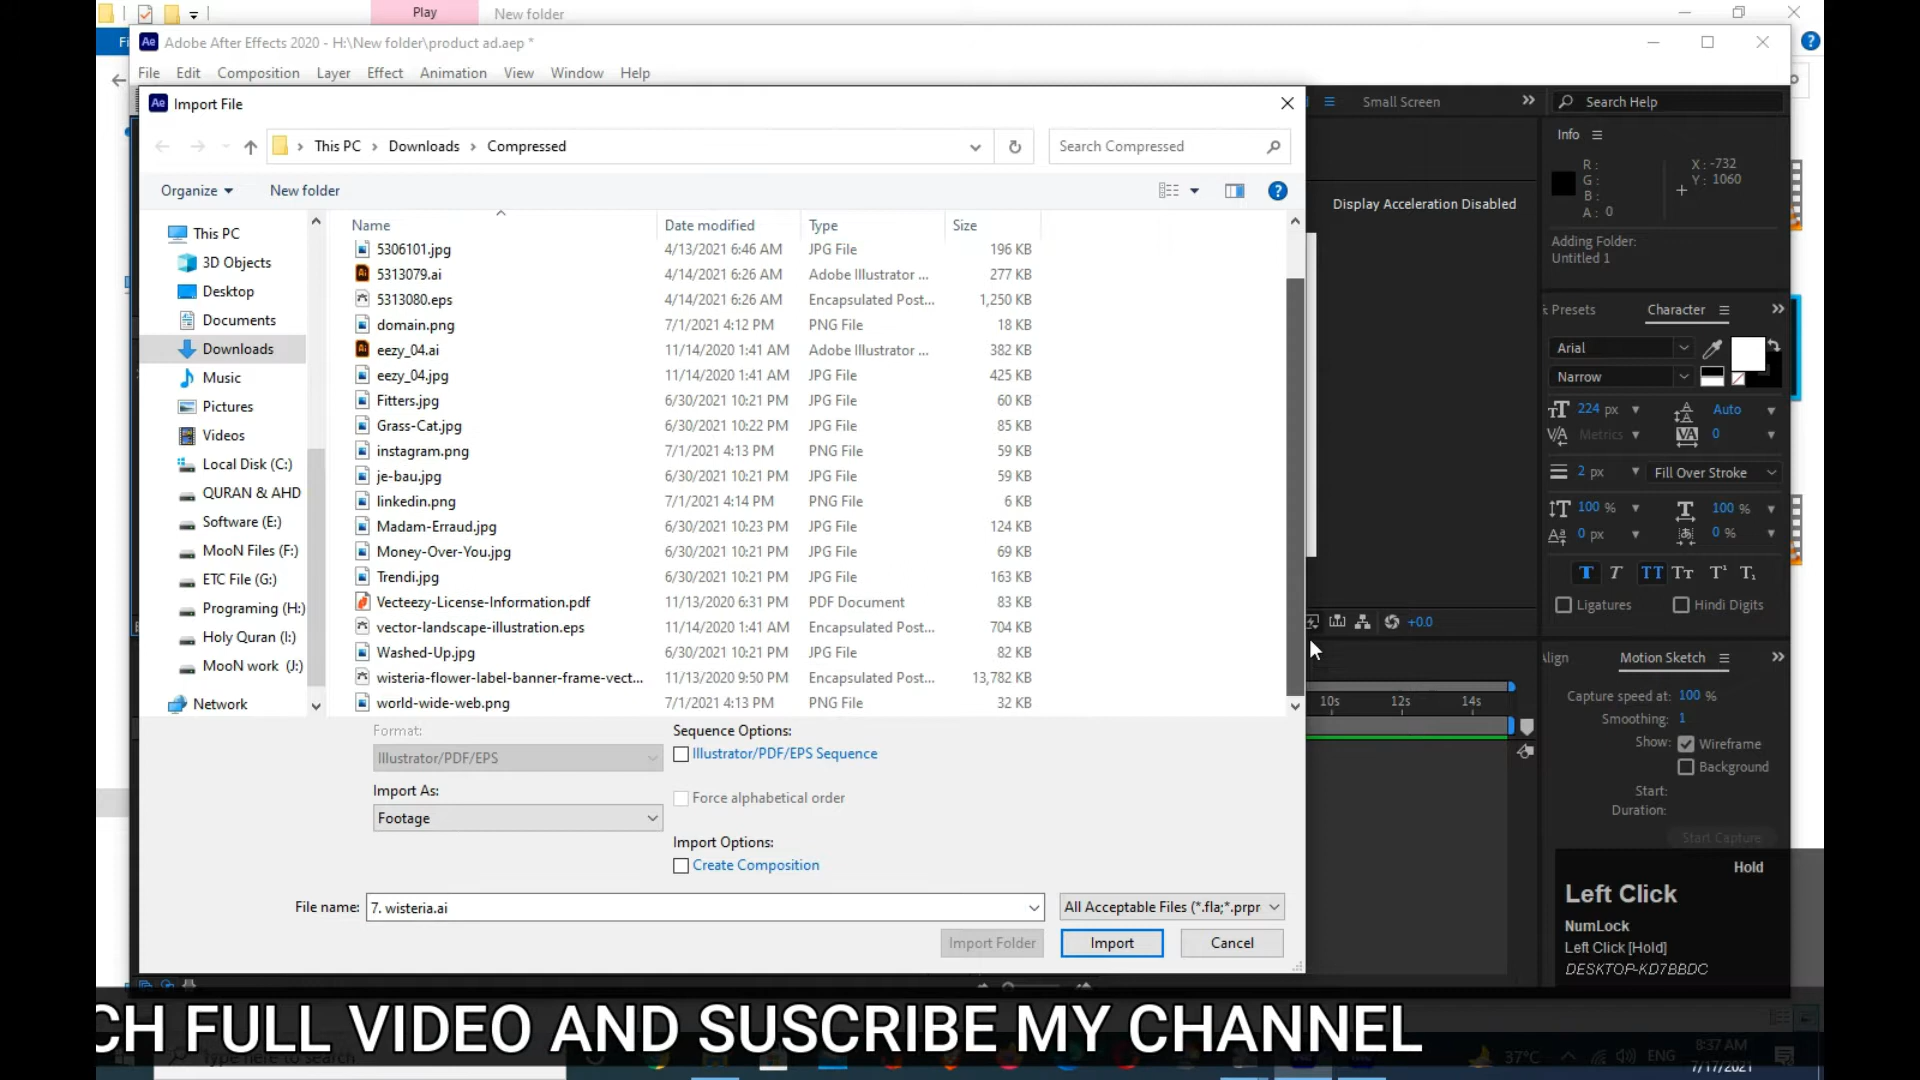 Play
New folder
Adobe After Effects 2020 - H:\New folder\product ad.aep *
File Edit Composition Layer Effect Animation View Window Help
Import File
Small Screen
Search Help
This PC > Downloads > Compressed
Search Compressed
Info
R :
G :
B :
A : 0
X : -732
Y : 1060
Organize
New folder
Display Acceleration Disabled
Adding Folder:
Untitled 1
Name Date modified Type Size
This PC
3D Objects
Desktop
Documents
Downloads
Music
Pictures
Videos
Local Disk (C:)
QURAN & AHD
Software (E:)
MooN Files (F:)
ETC File (G:)
Programing (H:)
Holy Quran (I:)
MooN work (J:)
Network
5306101.jpg 4/13/2021 6:46 AM JPG File 196 KB
5313079.ai 4/14/2021 6:26 AM Adobe Illustrator ... 277 KB
5313080.eps 4/14/2021 6:26 AM Encapsulated Post... 1,250 KB
domain.png 7/1/2021 4:12 PM PNG File 18 KB
eezy_04.ai 11/14/2020 1:41 AM Adobe Illustrator ... 382 KB
eezy_04.jpg 11/14/2020 1:41 AM JPG File 425 KB
Fitters.jpg 6/30/2021 10:21 PM JPG File 60 KB
Grass-Cat.jpg 6/30/2021 10:22 PM JPG File 85 KB
instagram.png 7/1/2021 4:13 PM PNG File 59 KB
je-bau.jpg 6/30/2021 10:21 PM JPG File 59 KB
linkedin.png 7/1/2021 4:14 PM PNG File 6 KB
Madam-Erraud.jpg 6/30/2021 10:23 PM JPG File 124 KB
Money-Over-You.jpg 6/30/2021 10:21 PM JPG File 69 KB
Trendi.jpg 6/30/2021 10:21 PM JPG File 163 KB
Vecteezy-License-Information.pdf 11/13/2020 6:31 PM PDF Document 83 KB
vector-landscape-illustration.eps 11/14/2020 1:41 AM Encapsulated Post... 704 KB
Washed-Up.jpg 6/30/2021 10:21 PM JPG File 82 KB
wisteria-flower-label-banner-frame-vect... 11/13/2020 9:50 PM Encapsulated Post... 13,782 KB
world-wide-web.png 7/1/2021 4:13 PM PNG File 32 KB
Presets
Character
Arial
Narrow
224 px
Auto
Metrics
0
2 px
Fill Over Stroke
100 %
100 %
0 px
0 %
Ligatures
Hindi Digits
+0.0
Align
Motion Sketch
Capture speed at: 100 %
Smoothing: 1
Show: Wireframe
Background
Start:
Duration:
Start Capture
10s 12s 14s
Format:
Illustrator/PDF/EPS
Import As:
Footage
Sequence Options:
Illustrator/PDF/EPS Sequence
Force alphabetical order
Import Options:
Create Composition
File name: 7. wisteria.ai
All Acceptable Files (*.fla;*.prpr
Import Folder
Import
Cancel
Hold
Left Click
NumLock
Left Click [Hold]
DESKTOP-KD7BBDC
CH FULL VIDEO AND SUSCRIBE MY CHANNEL
Type here to search
37°C
ENG
8:37 AM
7/17/2021